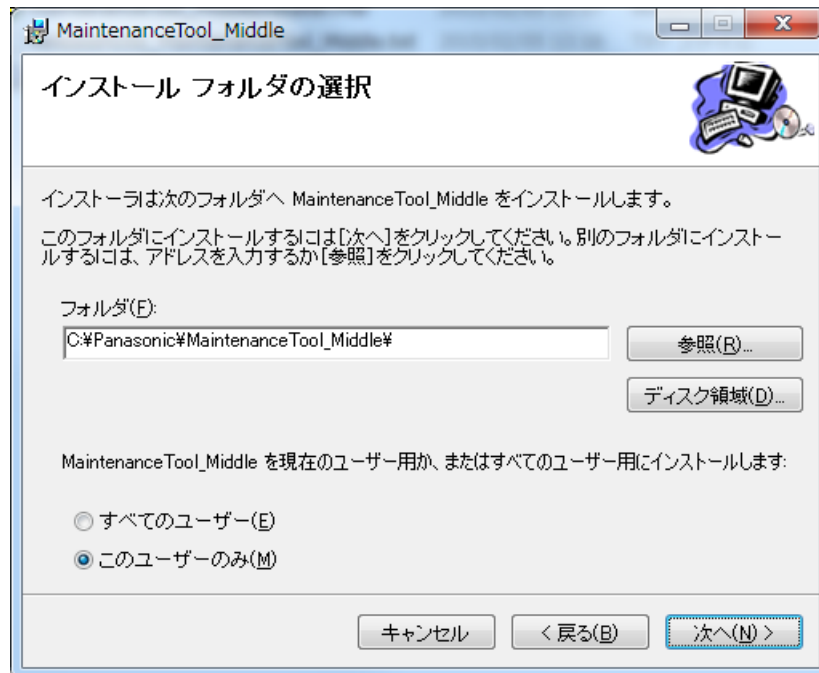 MaintenanceTool_Middle
インストール フォルダの選択
インストーラは次のフォルダへ MaintenanceTool_Middle をインストールします。
このフォルダにインストールするには[次へ]をクリックしてください。別のフォルダにインストー
ルするには、アドレスを入力するか[参照]をクリックしてください。
フォルダ(F):
C:¥Panasonic¥MaintenanceTool_Middle¥
参照(R)...
ディスク領域(D)...
MaintenanceTool_Middle を現在のユーザー用か、またはすべてのユーザー用にインストールします:
すべてのユーザー(E)
このユーザーのみ(M)
キャンセル
< 戻る(B)
次へ(N) >